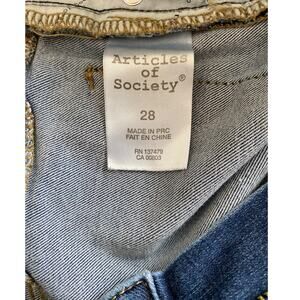 Articles
of
Society®
28
MADE IN PRC
FAIT EN CHINE
RN 137479
CA 00803